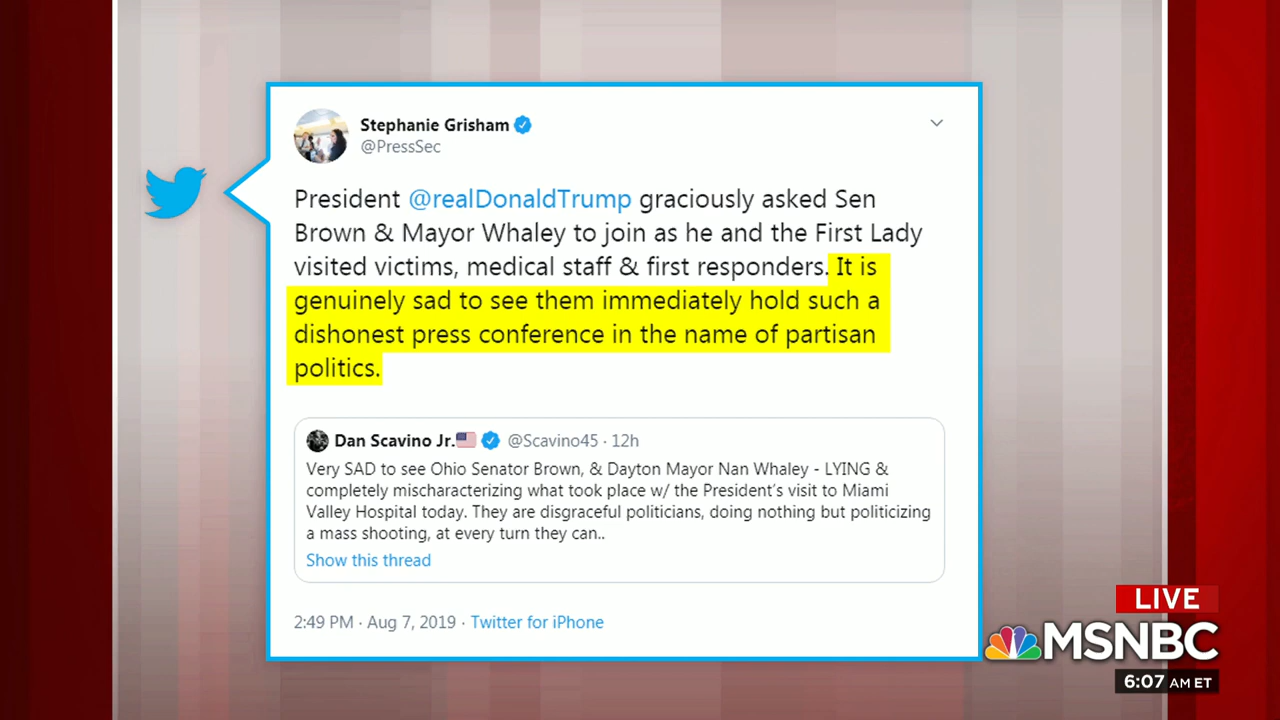 Stephanie Grisham
@PressSec
President @realDonaldTrump graciously asked Sen
Brown & Mayor Whaley to join as he and the First Lady
visited victims, medical staff & first responders. It is
genuinely sad to see them immediately hold such a
dishonest press conference in the name of partisan
politics.
Dan Scavino Jr.🇺🇸 @Scavino45 · 12h
Very SAD to see Ohio Senator Brown, & Dayton Mayor Nan Whaley - LYING &
completely mischaracterizing what took place w/ the President's visit to Miami
Valley Hospital today. They are disgraceful politicians, doing nothing but politicizing
a mass shooting, at every turn they can..
Show this thread
2:49 PM · Aug 7, 2019 · Twitter for iPhone
LIVE
MSNBC
6:07 AM ET